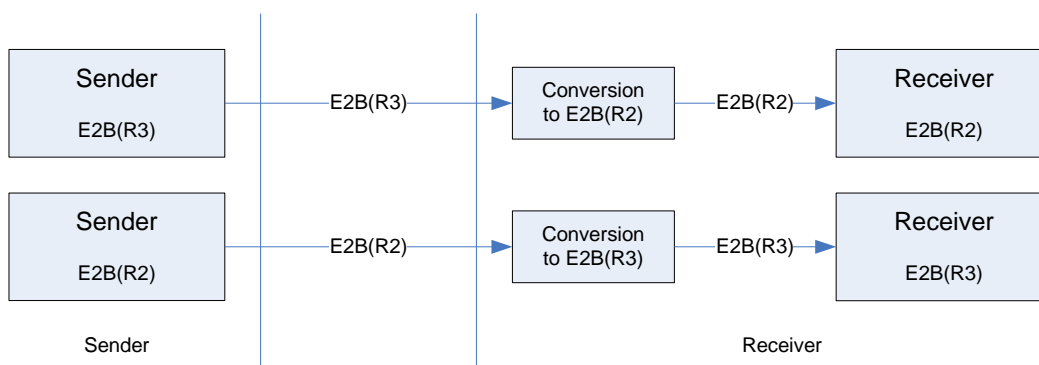 Sender
E2B(R3)
E2B(R3)
Conversion
to E2B(R2)
E2B(R2)
Receiver
E2B(R2)
Sender
E2B(R2)
E2B(R2)
Conversion
to E2B(R3)
E2B(R3)
Receiver
E2B(R3)
Sender
Receiver